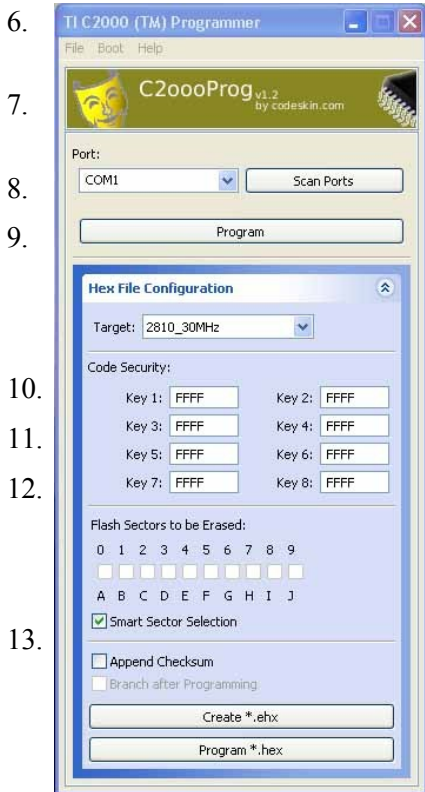 6.
TI C2000 (TM) Programmer
File Boot Help
7.
C2oooProg v1.2
by codeskin.com
Port:
8.
COM1 Scan Ports
9.
Program
Hex File Configuration
Target: 2810_30MHz
Code Security:
10.
Key 1: FFFF Key 2: FFFF
11.
Key 3: FFFF Key 4: FFFF
Key 5: FFFF Key 6: FFFF
12.
Key 7: FFFF Key 8: FFFF
Flash Sectors to be Erased:
0 1 2 3 4 5 6 7 8 9
A B C D E F G H I J
Smart Sector Selection
13.
Append Checksum
Branch after Programming
Create *.ehx
Program *.hex